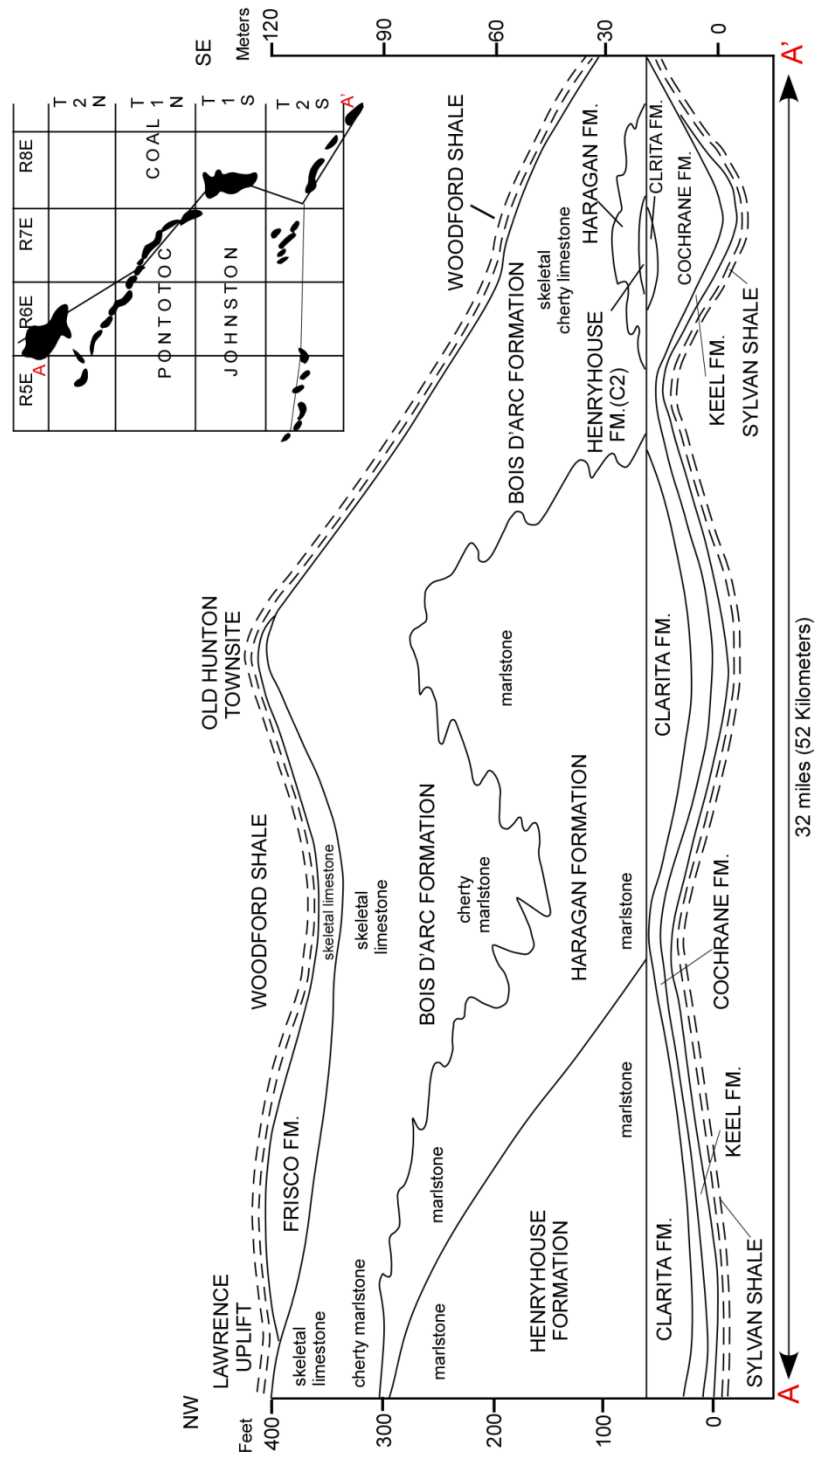 NW
SE
Feet
400
300
200
100
0
Meters
120
90
60
30
0
LAWRENCE
UPLIFT
OLD HUNTON
TOWNSITE
WOODFORD SHALE
WOODFORD SHALE
FRISCO FM.
skeletal limestone
skeletal
limestone
skeletal
limestone
cherty marlstone
BOIS D'ARC FORMATION
cherty
marlstone
BOIS D'ARC FORMATION
skeletal
cherty limestone
marlstone
marlstone
marlstone
HARAGAN FORMATION
marlstone
HARAGAN FM.
HENRYHOUSE
FORMATION
marlstone
HENRYHOUSE
FM.(C2)
CLRITA FM.
CLARITA FM.
CLARITA FM.
COCHRANE FM.
COCHRANE FM.
KEEL FM.
KEEL FM.
SYLVAN SHALE
SYLVAN SHALE
A
A'
32 miles (52 Kilometers)
R5E
R6E
R7E
R8E
A
T
2
N
T
1
N
T
1
S
T
2
S
A'
PONTOTOC
COAL
JOHNSTON